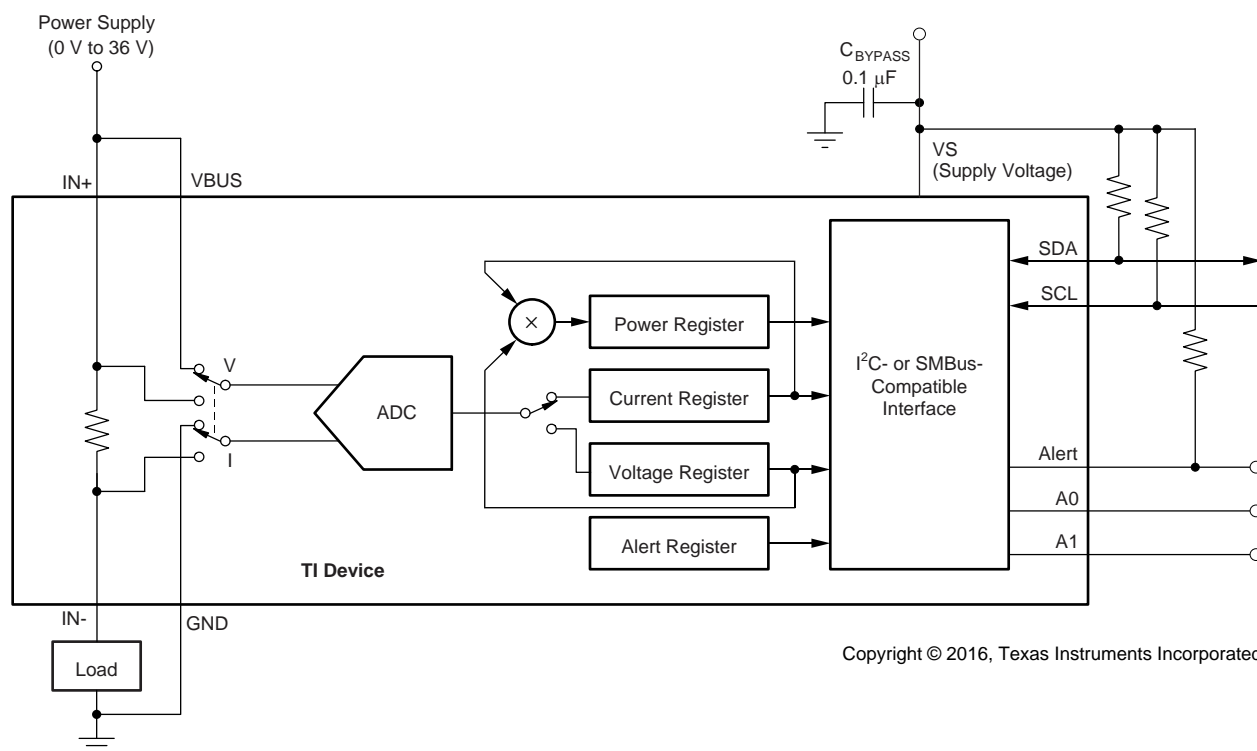 Power Supply
(0 V to 36 V)
C_BYPASS
0.1 μF
VS
(Supply Voltage)
IN+
VBUS
SDA
SCL
V
I
ADC
×
Power Register
Current Register
Voltage Register
Alert Register
I²C- or SMBus-
Compatible
Interface
Alert
A0
A1
TI Device
IN-
GND
Load
Copyright © 2016, Texas Instruments Incorporated